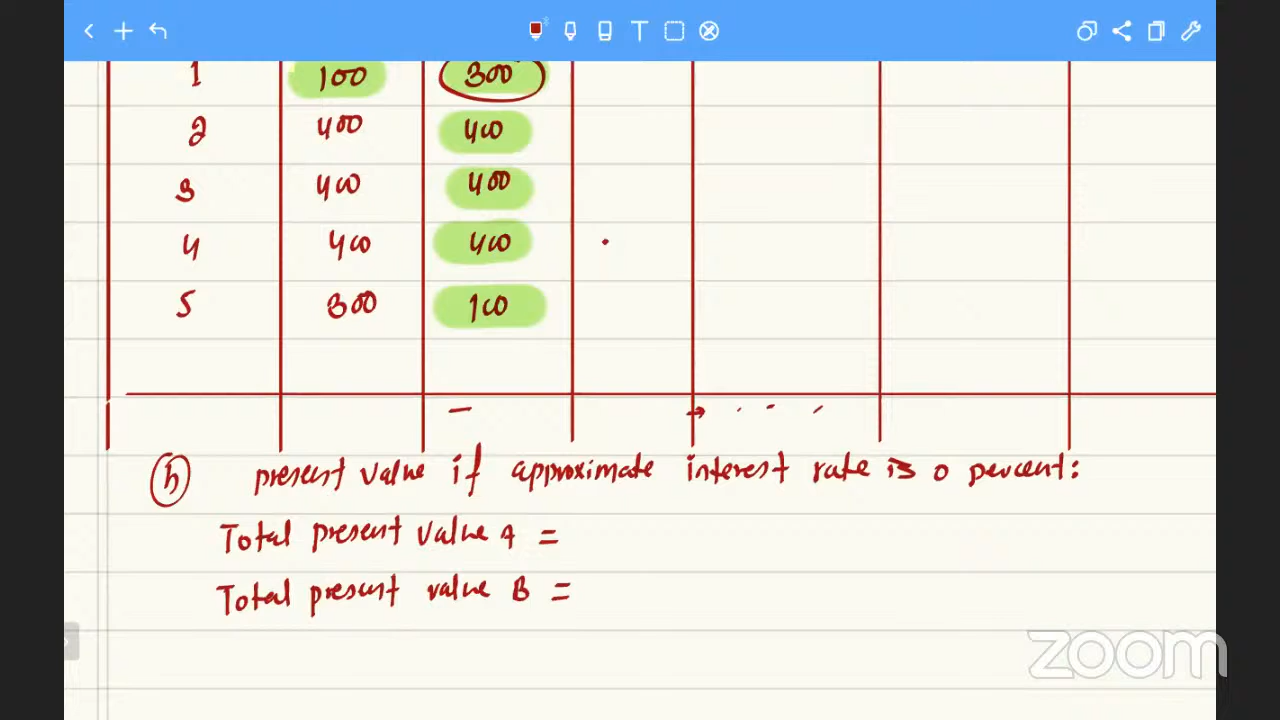 1 100 300
2 400 400
3 400 400
4 400 400
5 300 100
(b) present value if approximate interest rate is 0 percent:
Total present value A =
Total present value B =
zoom